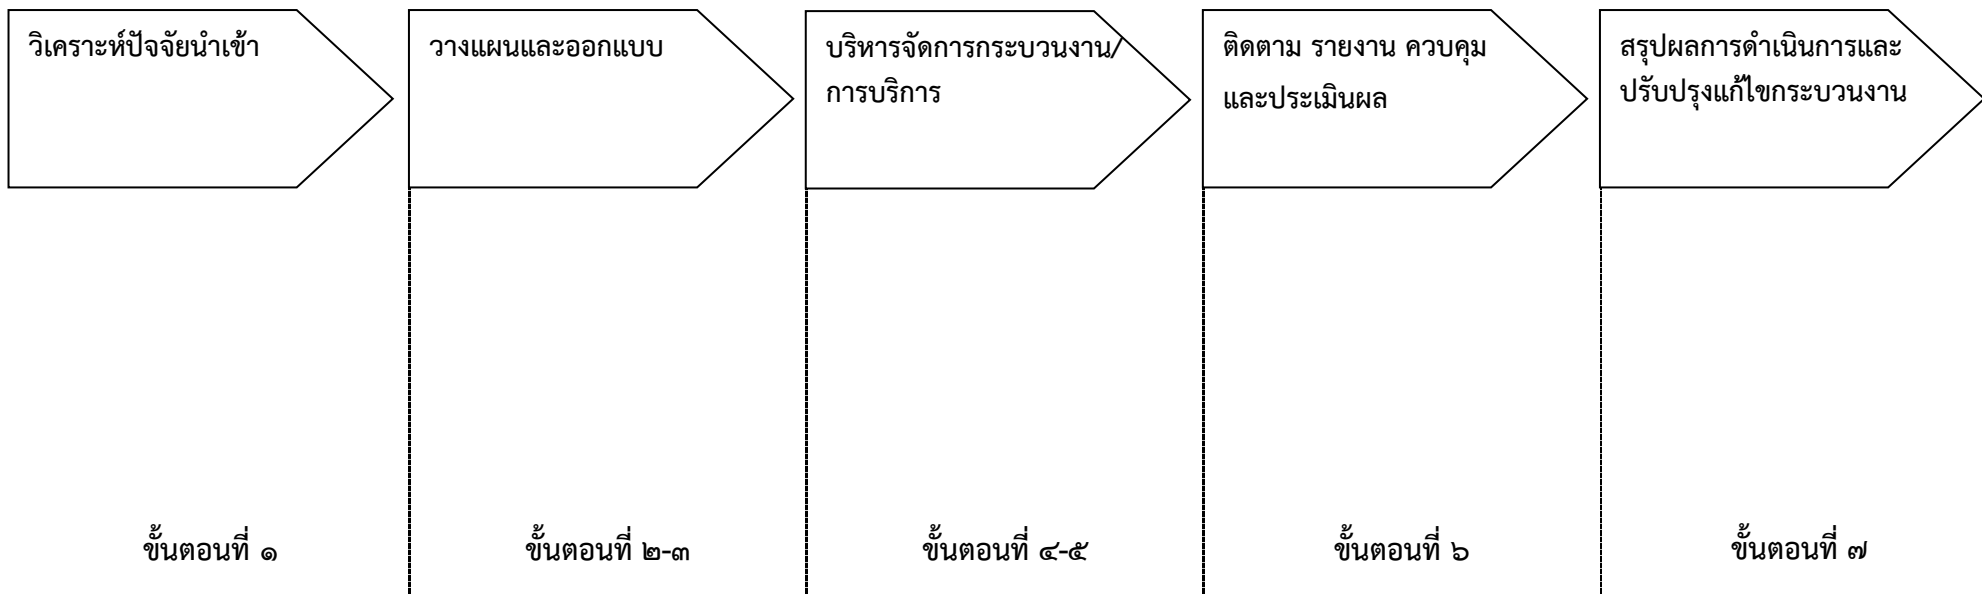 วิเคราะห์ปัจจัยนำเข้า
วางแผนและออกแบบ
บริหารจัดการกระบวนงาน/
การบริการ
ติดตาม รายงาน ควบคุม
และประเมินผล
สรุปผลการดำเนินการและ
ปรับปรุงแก้ไขกระบวนงาน
ขั้นตอนที่ ๑
ขั้นตอนที่ ๒-๓
ขั้นตอนที่ ๔-๕
ขั้นตอนที่ ๖
ขั้นตอนที่ ๗